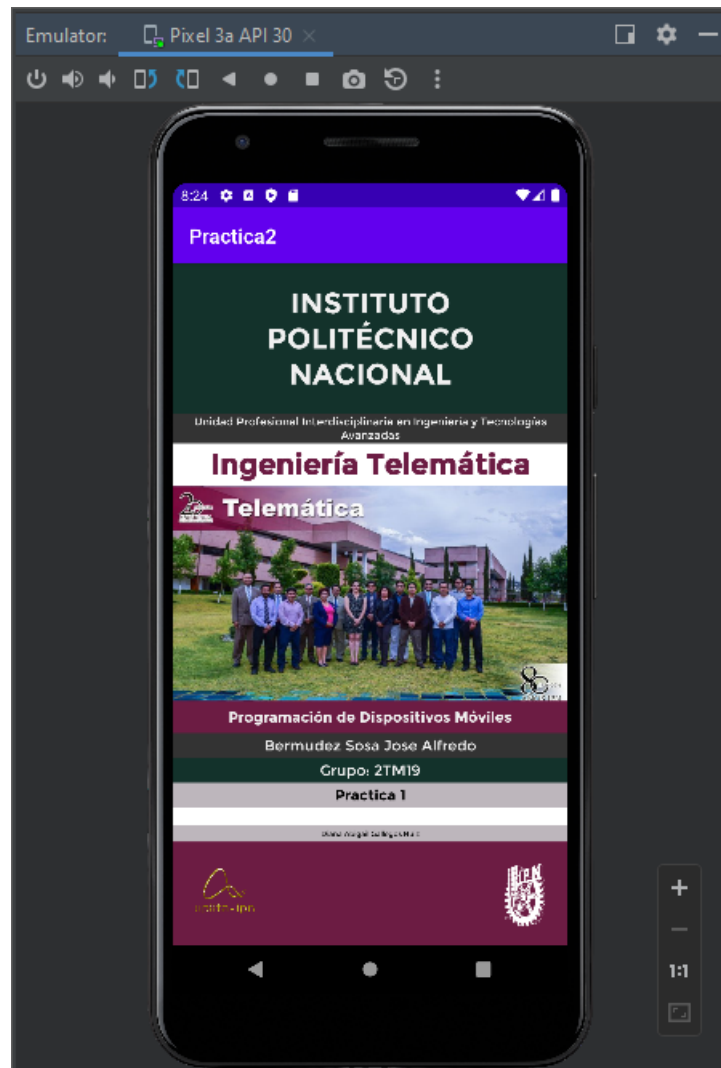 Emulator: Pixel 3a API 30
8:24
Practica2
INSTITUTO
POLITÉCNICO
NACIONAL
Unidad Profesional Interdisciplinaria en Ingeniería y Tecnologías
Avanzadas
Ingeniería Telemática
Telemática
Programación de Dispositivos Móviles
Bermudez Sosa Jose Alfredo
Grupo: 2TM19
Practica 1
1:1